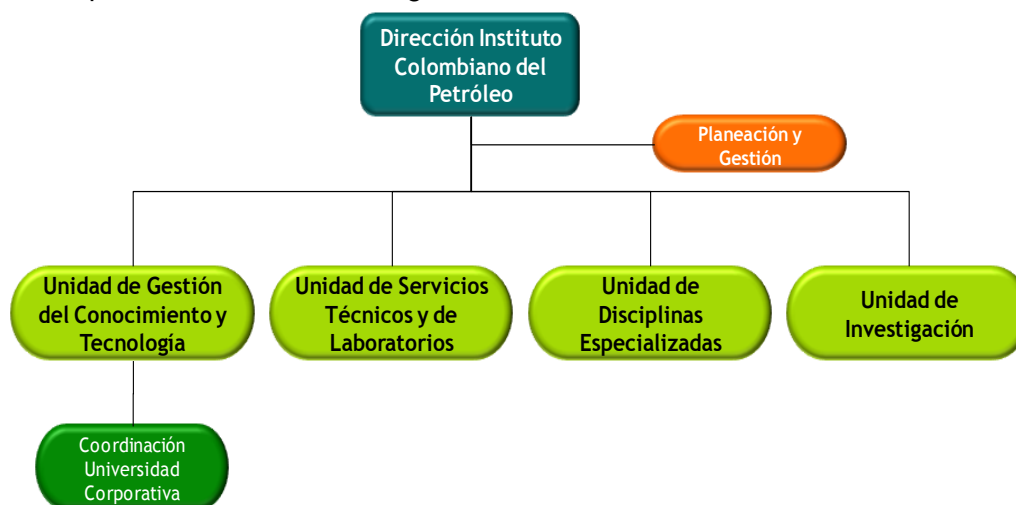 Dirección Instituto
Colombiano del
Petróleo
Planeación y
Gestión
Unidad de Gestión
del Conocimiento y
Tecnología
Unidad de Servicios
Técnicos y de
Laboratorios
Unidad de
Disciplinas
Especializadas
Unidad de
Investigación
Coordinación
Universidad
Corporativa